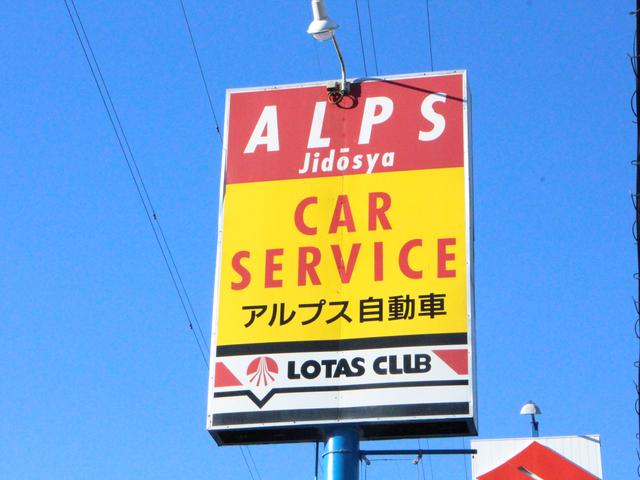 ALPS
Jidōsya
CAR
SERVICE
アルプス自動車
LOTAS CLUB